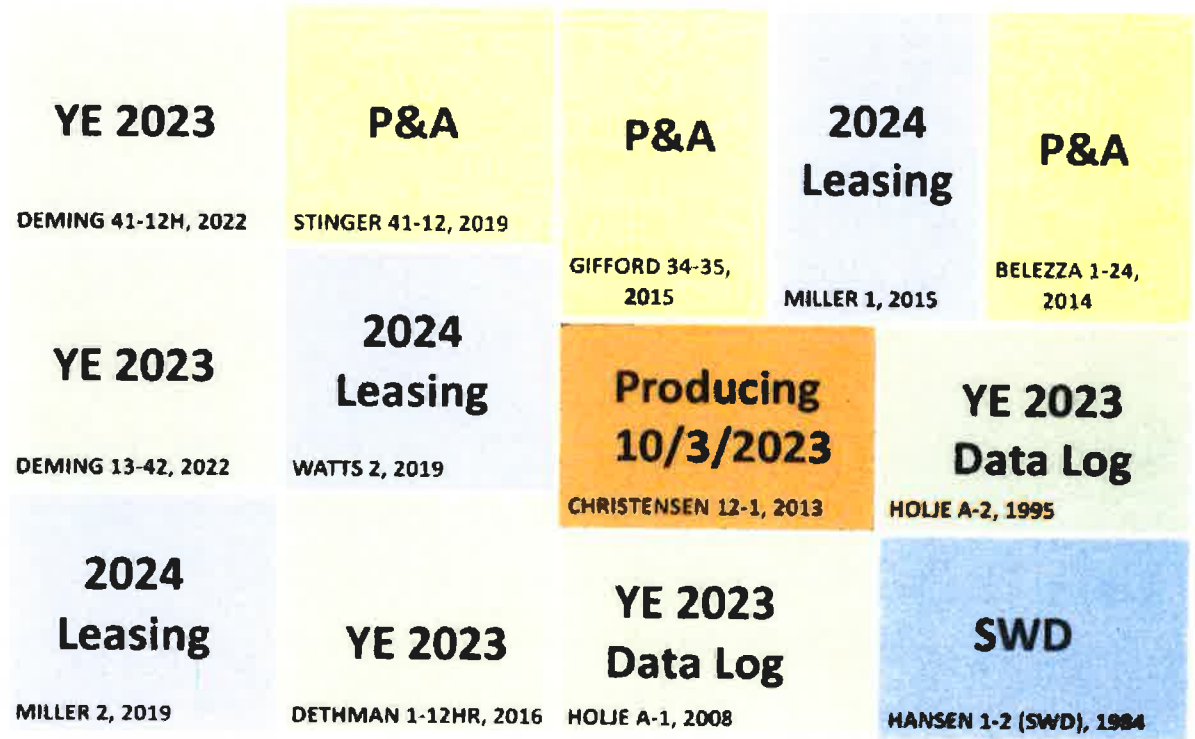 YE 2023
DEMING 41-12H, 2022
P&A
STINGER 41-12, 2019
P&A
GIFFORD 34-35,
2015
2024
Leasing
MILLER 1, 2015
P&A
BELEZZA 1-24,
2014
YE 2023
DEMING 13-42, 2022
2024
Leasing
WATTS 2, 2019
Producing
10/3/2023
CHRISTENSEN 12-1, 2013
YE 2023
Data Log
HOLJE A-2, 1995
2024
Leasing
MILLER 2, 2019
YE 2023
DETHMAN 1-12HR, 2016
YE 2023
Data Log
HOLJE A-1, 2008
SWD
HANSEN 1-2 (SWD), 1984